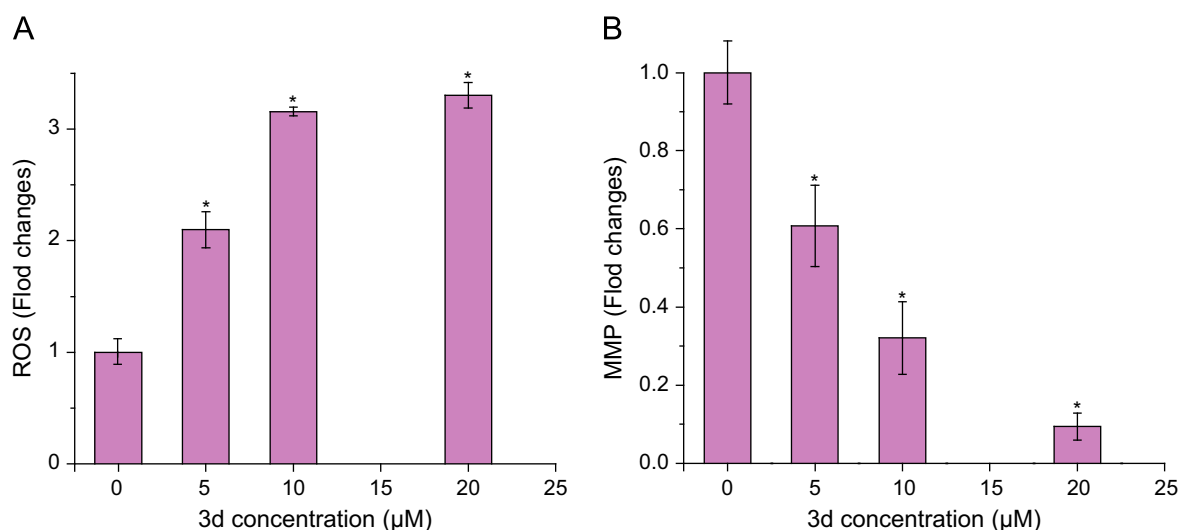 A
ROS (Flod changes)
3
2
1
0
*
*
*
0 5 10 15 20 25
3d concentration (µM)
B
MMP (Flod changes)
1.0
0.8
0.6
0.4
0.2
0.0
*
*
*
0 5 10 15 20 25
3d concentration (µM)